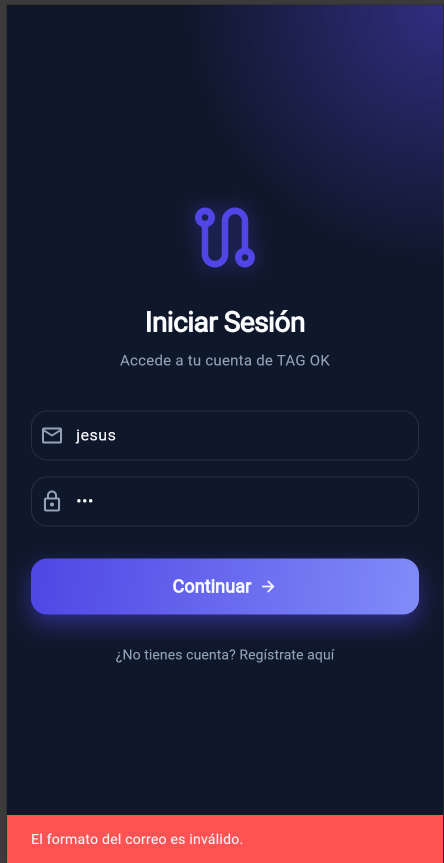 Iniciar Sesión
Accede a tu cuenta de TAG OK
jesus
•••
Continuar →
¿No tienes cuenta? Regístrate aquí
El formato del correo es inválido.